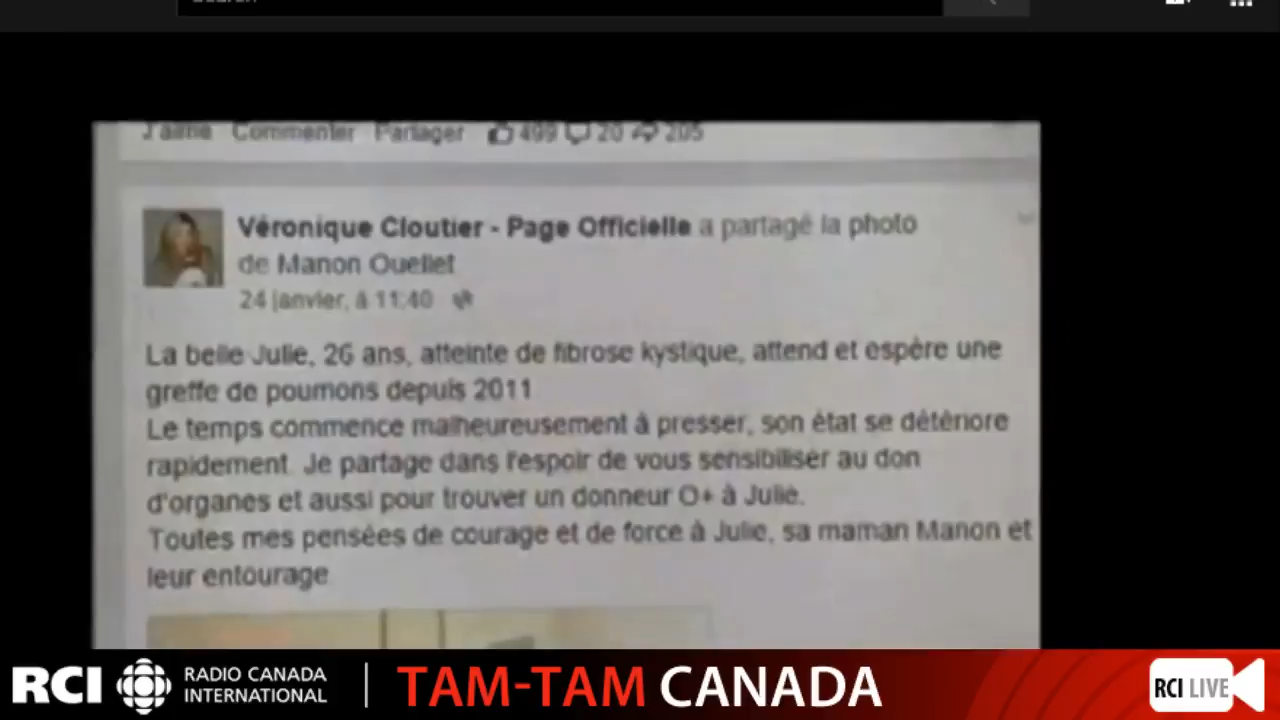 J'aime Commenter Partager 499 20 205
Véronique Cloutier - Page Officielle a partagé la photo
de Manon Ouellet
24 janvier, à 11:40
La belle Julie, 26 ans, atteinte de fibrose kystique, attend et espère une
greffe de poumons depuis 2011
Le temps commence malheureusement à presser, son état se détériore
rapidement. Je partage dans l'espoir de vous sensibiliser au don
d'organes et aussi pour trouver un donneur O+ à Julie.
Toutes mes pensées de courage et de force à Julie, sa maman Manon et
leur entourage
RCI RADIO CANADA INTERNATIONAL | TAM-TAM CANADA RCI LIVE